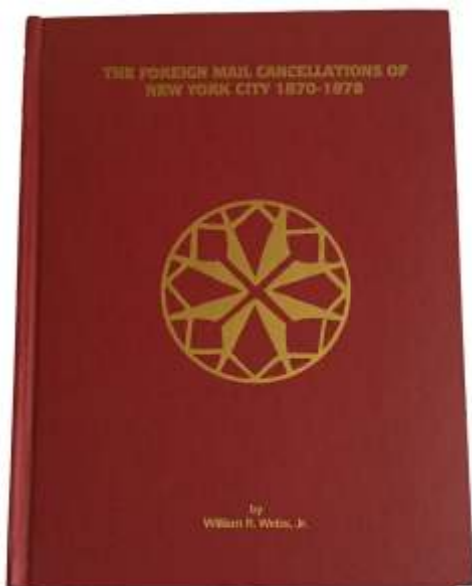 THE FOREIGN MAIL CANCELLATIONS OF
NEW YORK CITY 1870-1878
by
William R. Weiss, Jr.